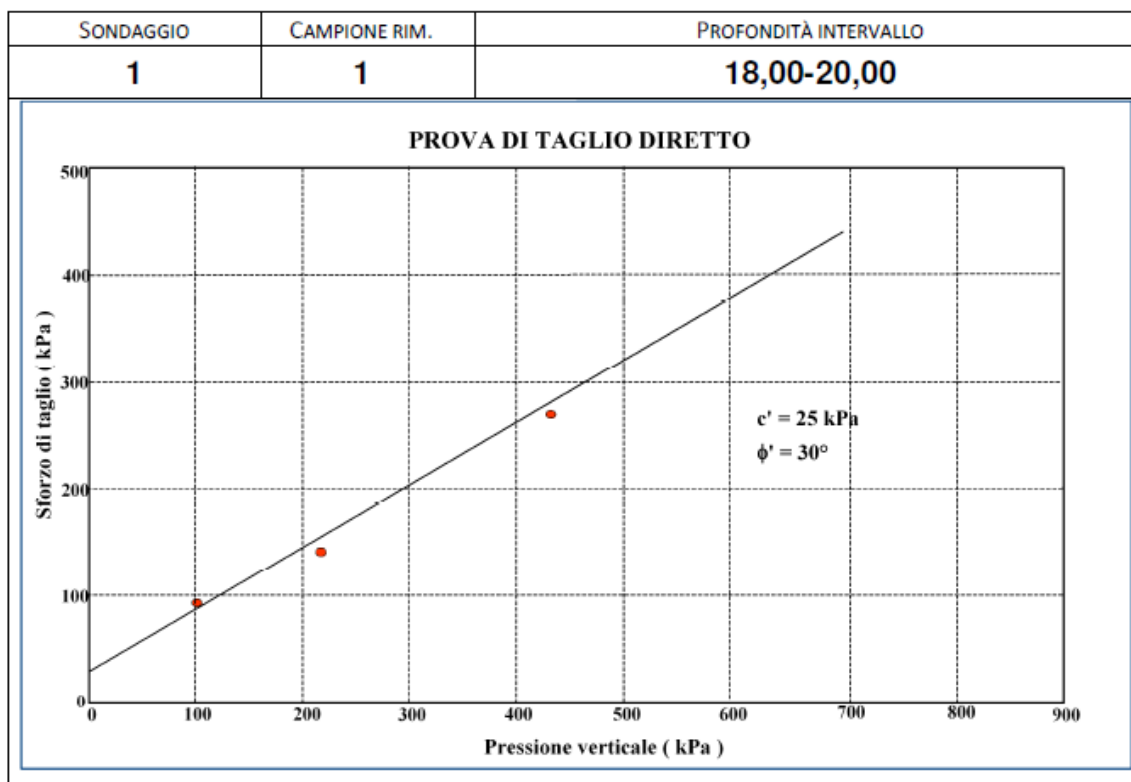 SONDAGGIO CAMPIONE RIM. PROFONDITÀ INTERVALLO
1 1 18,00-20,00
PROVA DI TAGLIO DIRETTO
500
400
300
200
100
0
Sforzo di taglio ( kPa )
c' = 25 kPa
ϕ' = 30°
0 100 200 300 400 500 600 700 800 900
Pressione verticale ( kPa )